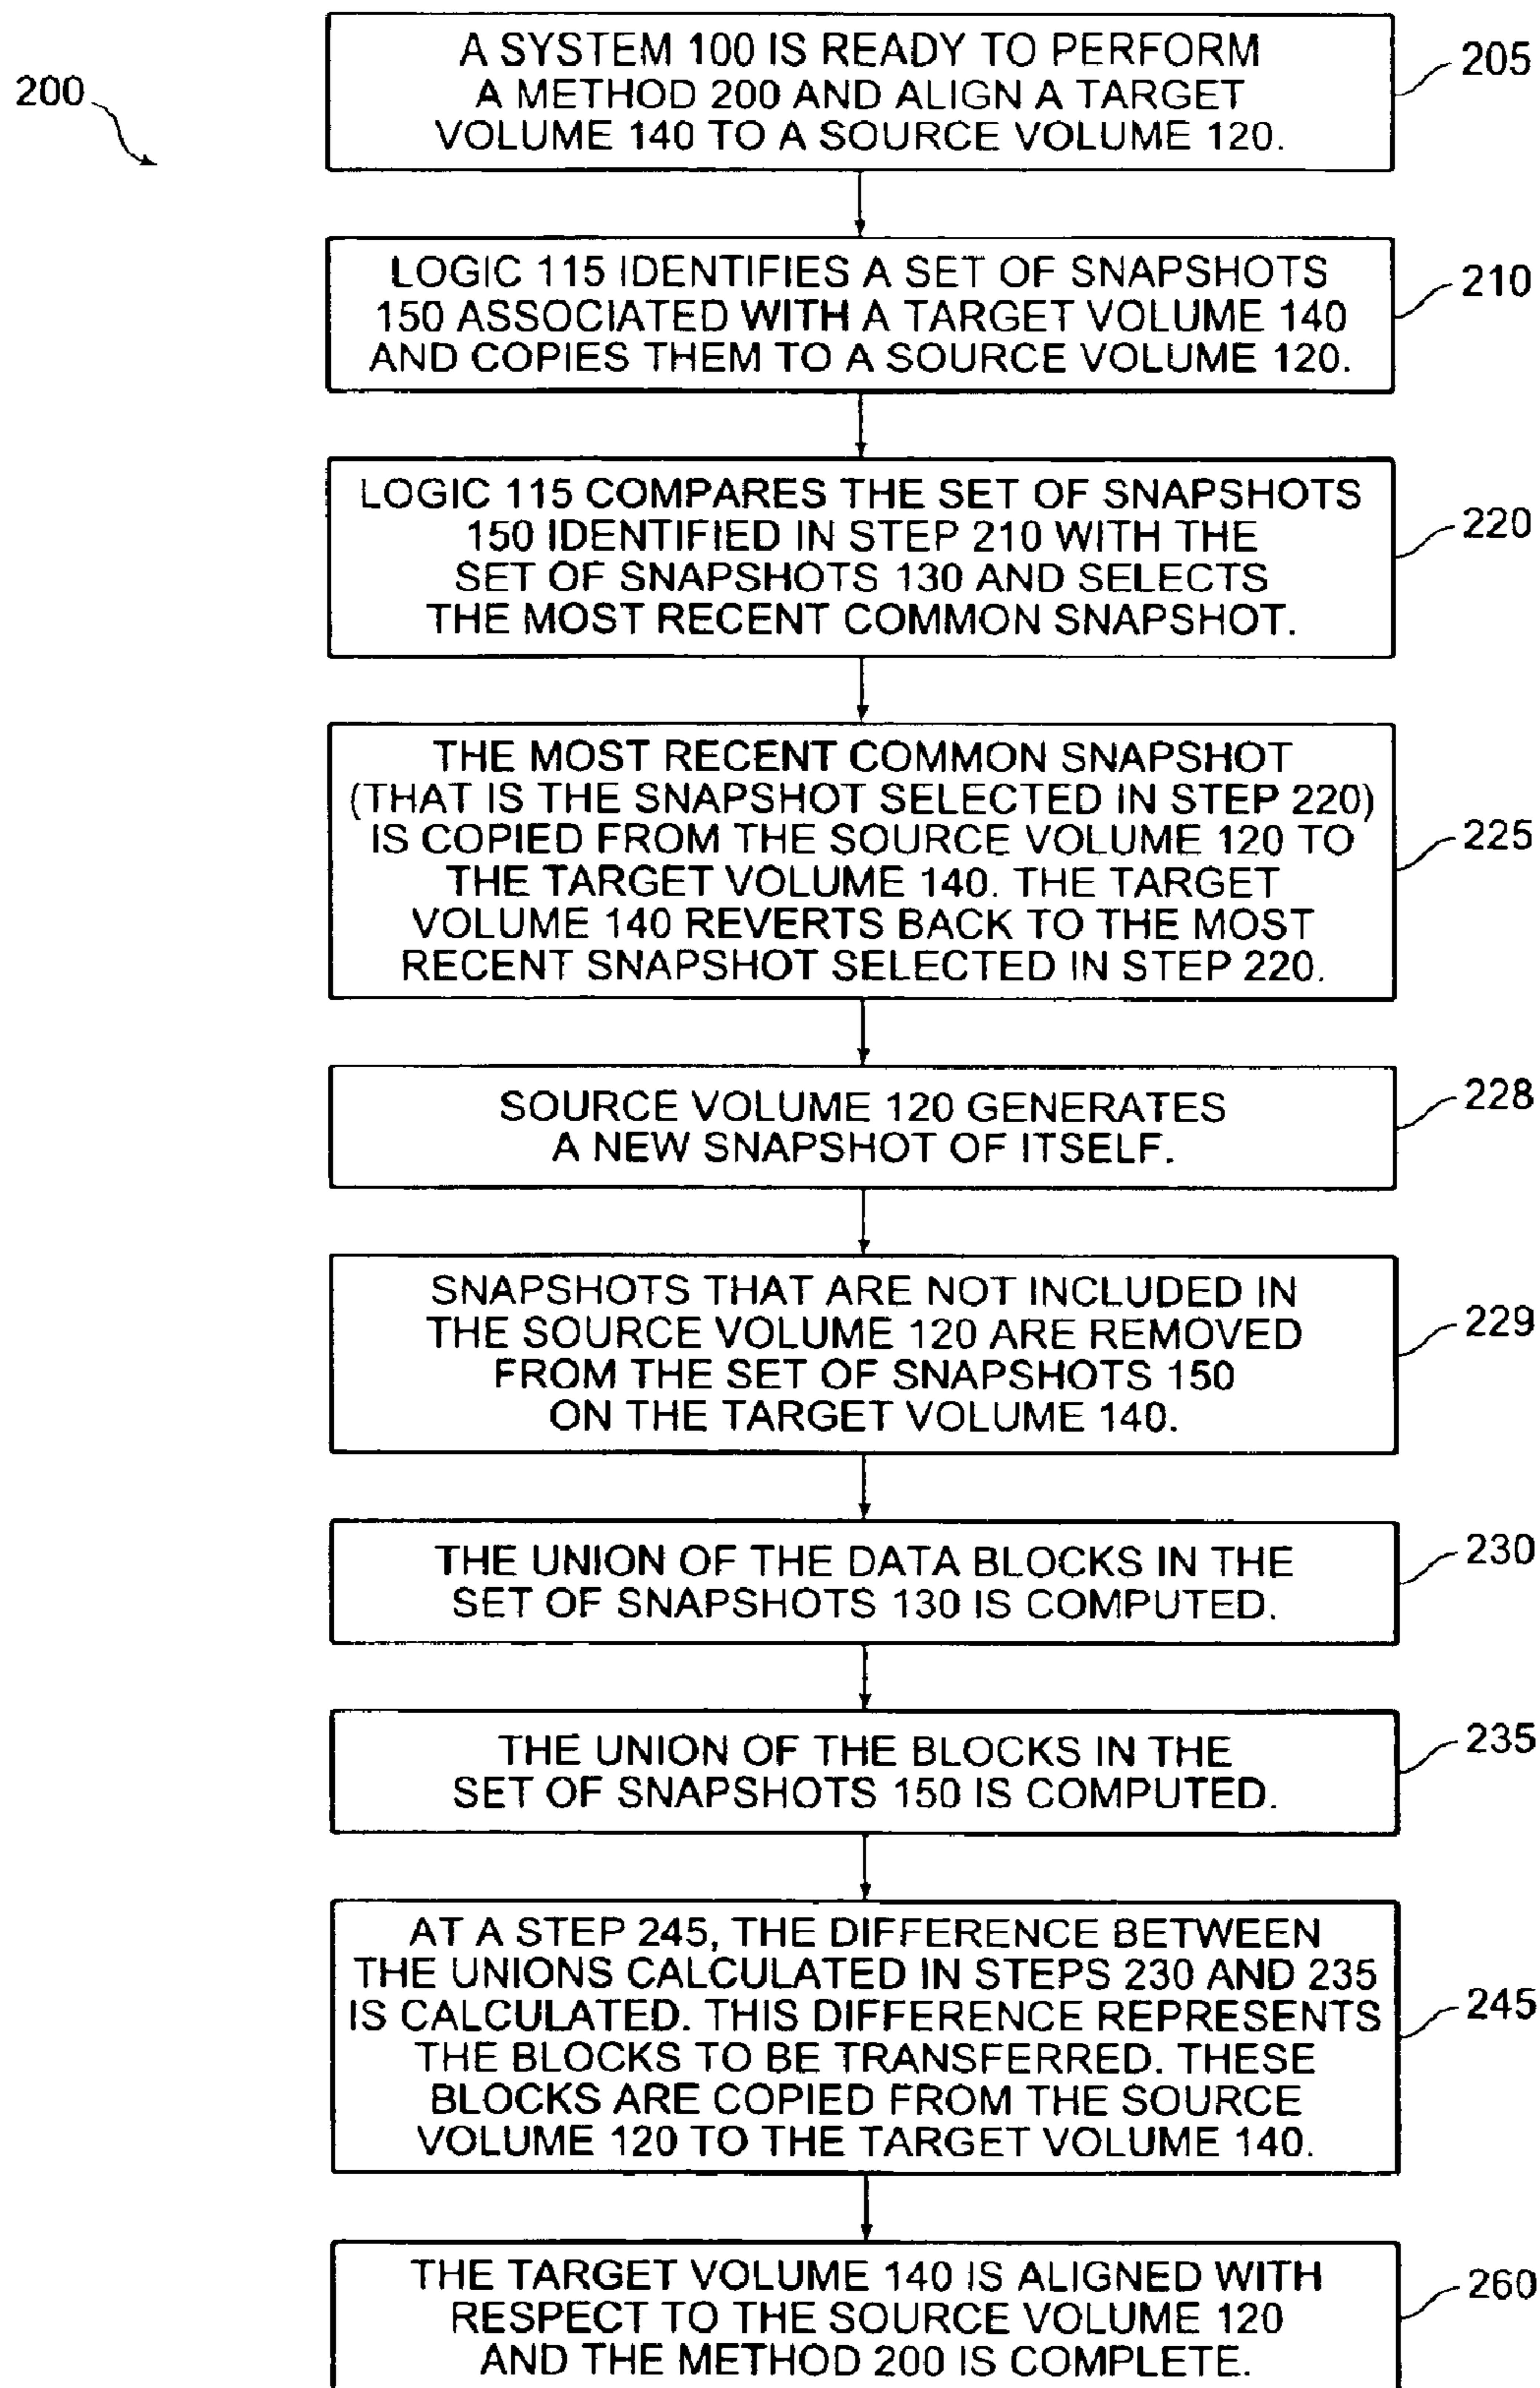 200
A SYSTEM 100 IS READY TO PERFORM
A METHOD 200 AND ALIGN A TARGET
VOLUME 140 TO A SOURCE VOLUME 120.
205
LOGIC 115 IDENTIFIES A SET OF SNAPSHOTS
150 ASSOCIATED WITH A TARGET VOLUME 140
AND COPIES THEM TO A SOURCE VOLUME 120.
210
LOGIC 115 COMPARES THE SET OF SNAPSHOTS
150 IDENTIFIED IN STEP 210 WITH THE
SET OF SNAPSHOTS 130 AND SELECTS
THE MOST RECENT COMMON SNAPSHOT.
220
THE MOST RECENT COMMON SNAPSHOT
(THAT IS THE SNAPSHOT SELECTED IN STEP 220)
IS COPIED FROM THE SOURCE VOLUME 120 TO
THE TARGET VOLUME 140. THE TARGET
VOLUME 140 REVERTS BACK TO THE MOST
RECENT SNAPSHOT SELECTED IN STEP 220.
225
SOURCE VOLUME 120 GENERATES
A NEW SNAPSHOT OF ITSELF.
228
SNAPSHOTS THAT ARE NOT INCLUDED IN
THE SOURCE VOLUME 120 ARE REMOVED
FROM THE SET OF SNAPSHOTS 150
ON THE TARGET VOLUME 140.
229
THE UNION OF THE DATA BLOCKS IN THE
SET OF SNAPSHOTS 130 IS COMPUTED.
230
THE UNION OF THE BLOCKS IN THE
SET OF SNAPSHOTS 150 IS COMPUTED.
235
AT A STEP 245, THE DIFFERENCE BETWEEN
THE UNIONS CALCULATED IN STEPS 230 AND 235
IS CALCULATED. THIS DIFFERENCE REPRESENTS
THE BLOCKS TO BE TRANSFERRED. THESE
BLOCKS ARE COPIED FROM THE SOURCE
VOLUME 120 TO THE TARGET VOLUME 140.
245
THE TARGET VOLUME 140 IS ALIGNED WITH
RESPECT TO THE SOURCE VOLUME 120
AND THE METHOD 200 IS COMPLETE.
260